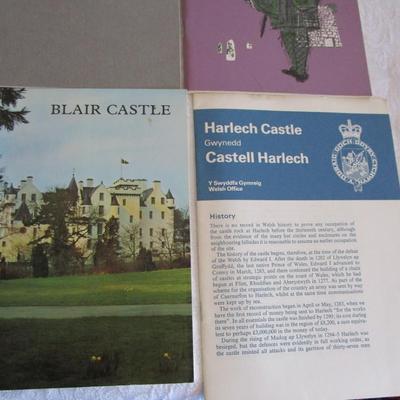 BLAIR CASTLE
Harlech Castle
Gwynedd
Castell Harlech
Y Swyddfa Gymreig
Welsh Office
History
There is no record in Welsh history to prove any occupation of
the castle rock at Harlech before the thirteenth century, although
from the evidence of the many hut circles and enclosures on the
neighbouring hillsides it is reasonable to assume an earlier occupation
of the site.
The history of the castle begins, therefore, at the time of the defeat
of the Welsh by Edward I. After the death in 1282 of Llywelyn ap
Gruffydd, the last native Prince of Wales, Edward I advanced to
Conwy in March, 1283, and there continued the building of a chain
of castles at strategic points on the coast of Wales, which had been
begun at Flint, Rhuddlan and Aberystwyth in 1277. As part of the
scheme for the organisation of the country an army was sent by way
of Caernarfon to Harlech, whilst at the same time communications
were kept up by sea.
The work of reconstruction began in April or May, 1283, when we
have the first record of money being sent to Harlech "for the works
there". In all essentials the castle was finished by 1290; its cost during
its seven years of building was in the region of £8,200, a sum equiva-
lent to perhaps £3,000,000 in the money of today.
During the rising of Madog ap Llywelyn in 1294-5 Harlech was
besieged, but the defences were evidently in full working order, as
the castle resisted all attacks and its garrison of thirty-seven men